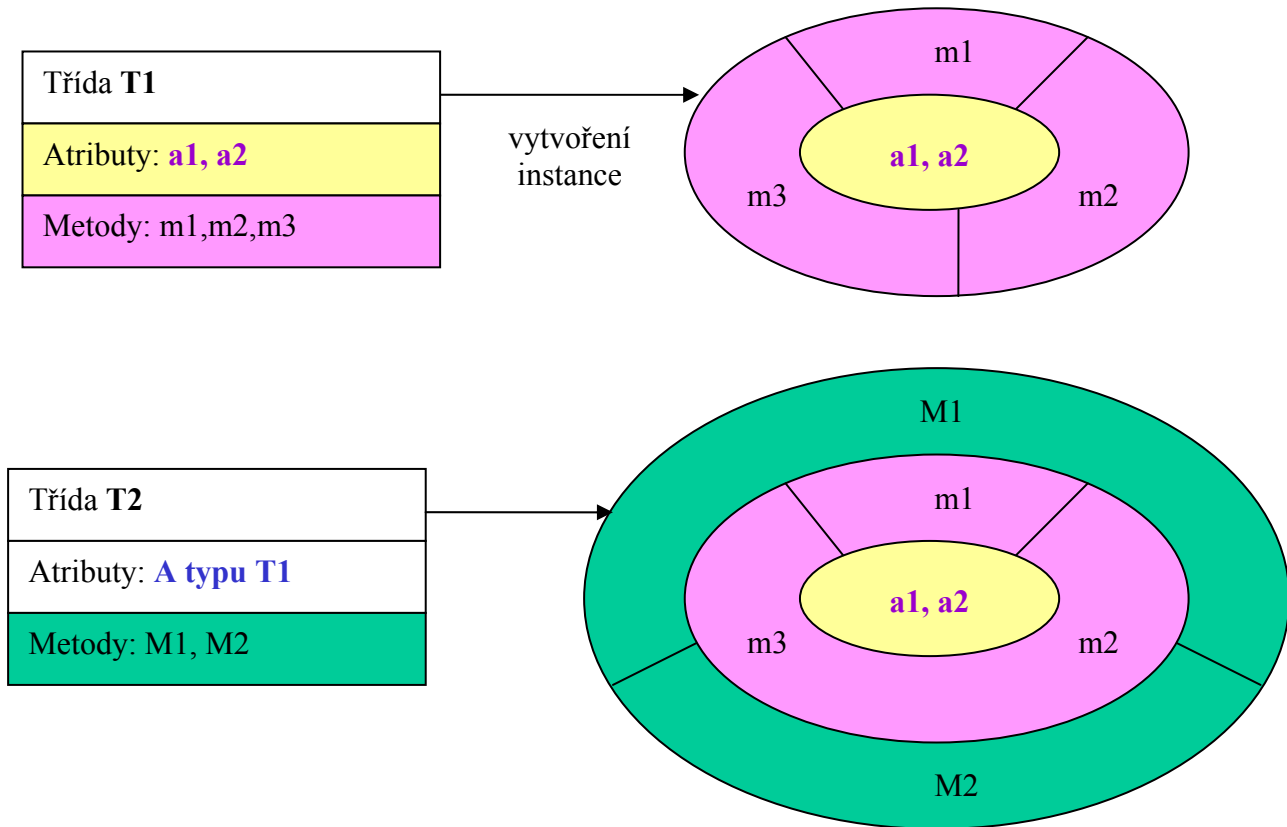 Třída T1
Atributy: a1, a2
Metody: m1,m2,m3
vytvoření
instance
m1
a1, a2
m3
m2
Třída T2
Atributy: A typu T1
Metody: M1, M2
M1
m1
a1, a2
m3
m2
M2